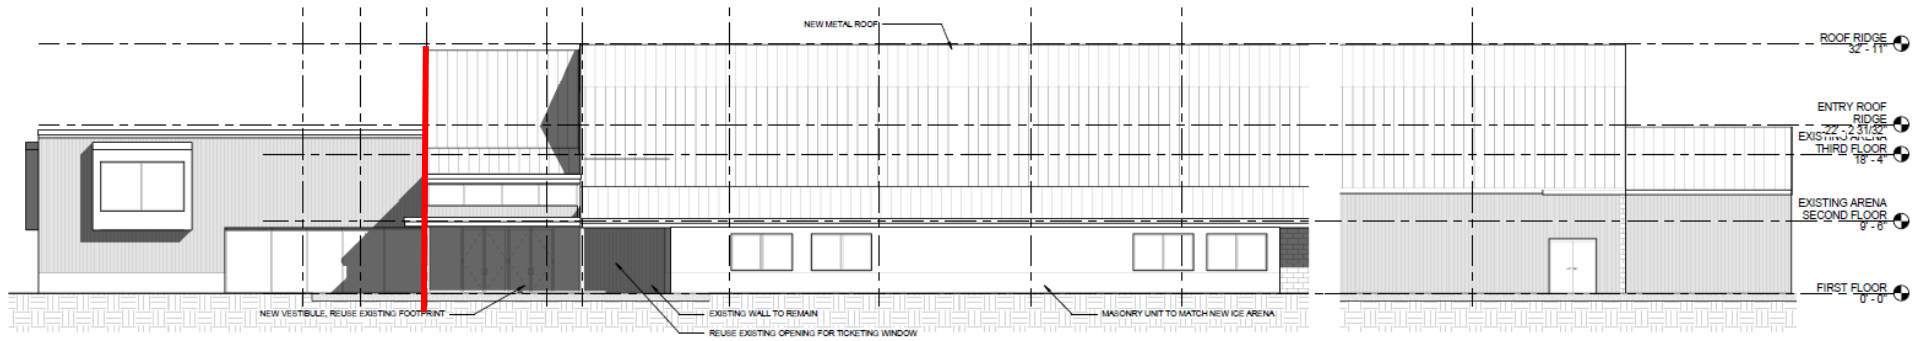 NEW METAL ROOF
ROOF RIDGE
32' - 11"
ENTRY ROOF
RIDGE
22' - 2 31/32"
EXISTING ARENA
THIRD FLOOR
18' - 4"
EXISTING ARENA
SECOND FLOOR
9' - 6"
FIRST FLOOR
0' - 0"
NEW VESTIBULE, REUSE EXISTING FOOTPRINT
EXISTING WALL TO REMAIN
MASONRY UNIT TO MATCH NEW ICE ARENA
REUSE EXISTING OPENING FOR TICKETING WINDOW